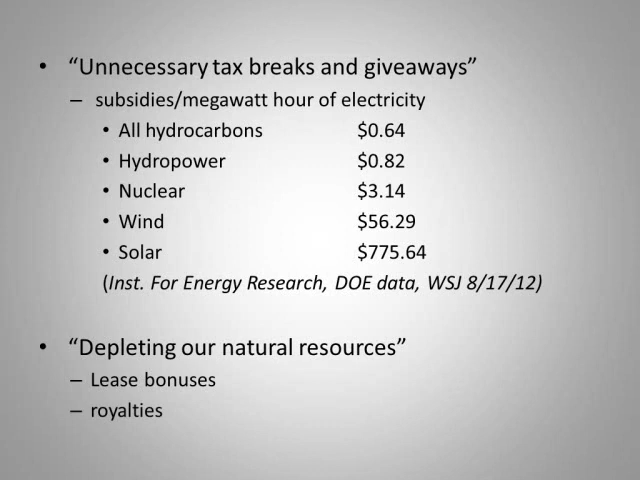 • “Unnecessary tax breaks and giveaways”
– subsidies/megawatt hour of electricity
• All hydrocarbons $0.64
• Hydropower $0.82
• Nuclear $3.14
• Wind $56.29
• Solar $775.64
(Inst. For Energy Research, DOE data, WSJ 8/17/12)
• “Depleting our natural resources”
– Lease bonuses
– royalties